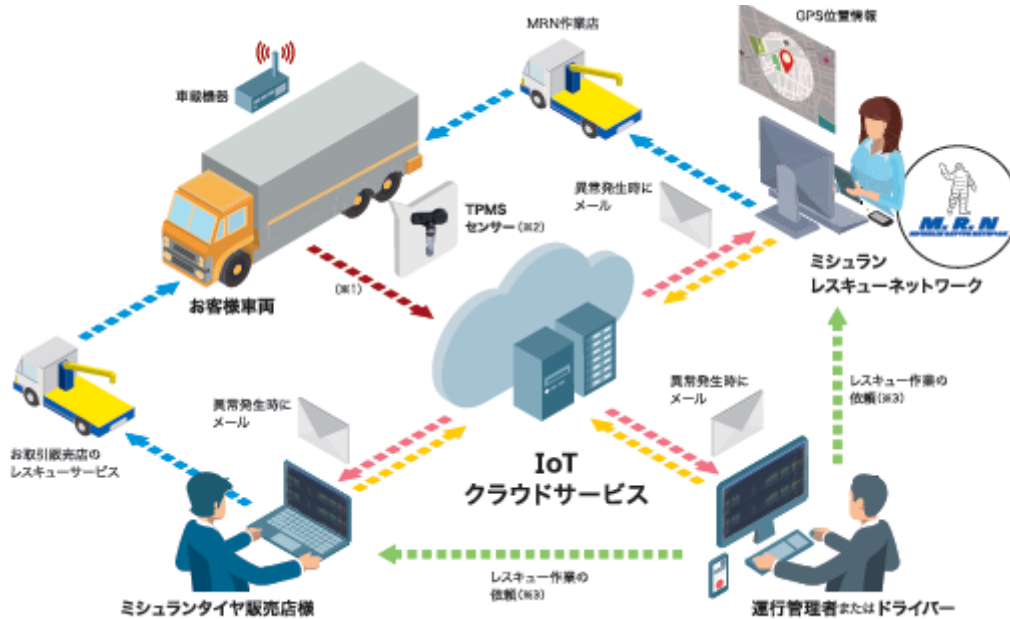 MRN作業店
GPS位置情報
車載機器
異常発生時に
メール
M. R. N
TPMS
センサー(※2)
(※1)
お客様車両
ミシュラン
レスキューネットワーク
異常発生時に
メール
異常発生時に
メール
レスキュー作業の
依頼(※3)
お取引販売店の
レスキューサービス
IoT
クラウドサービス
レスキュー作業の
依頼(※3)
ミシュランタイヤ販売店様
運行管理者またはドライバー